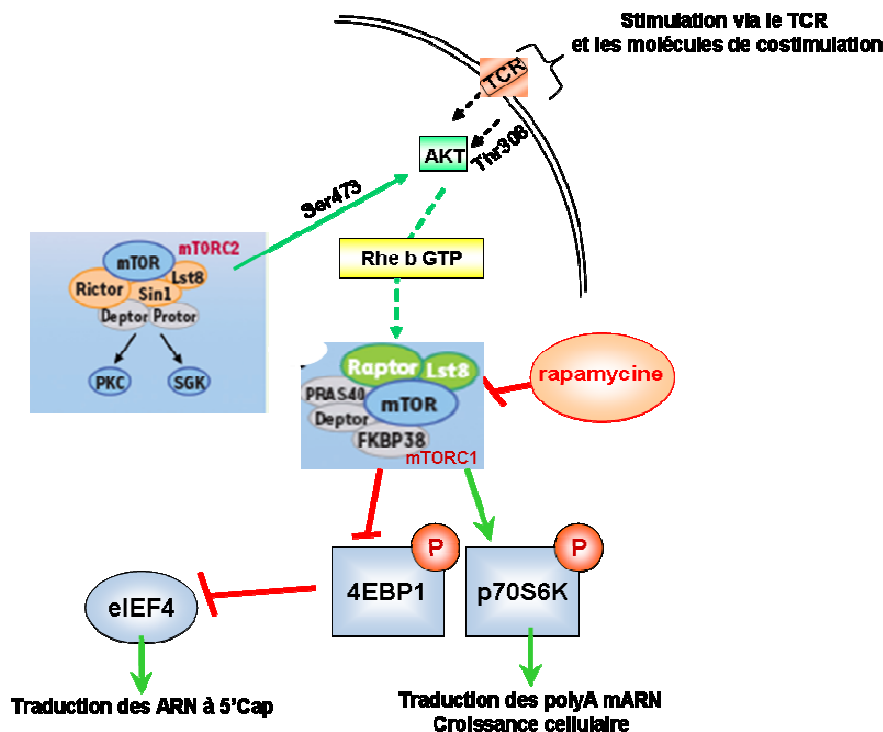 Stimulation via le TCR
et les molécules de costimulation
TCR
Thr308
AKT
Ser473
mTORC2
mTOR
Lst8
Rictor
Sin1
Deptor
Protor
PKC
SGK
Rhe b GTP
Raptor
Lst8
PRAS40
mTOR
Deptor
FKBP38
mTORC1
rapamycine
P
P
4EBP1
p70S6K
eIEF4
Traduction des ARN à 5'Cap
Traduction des polyA mARN
Croissance cellulaire